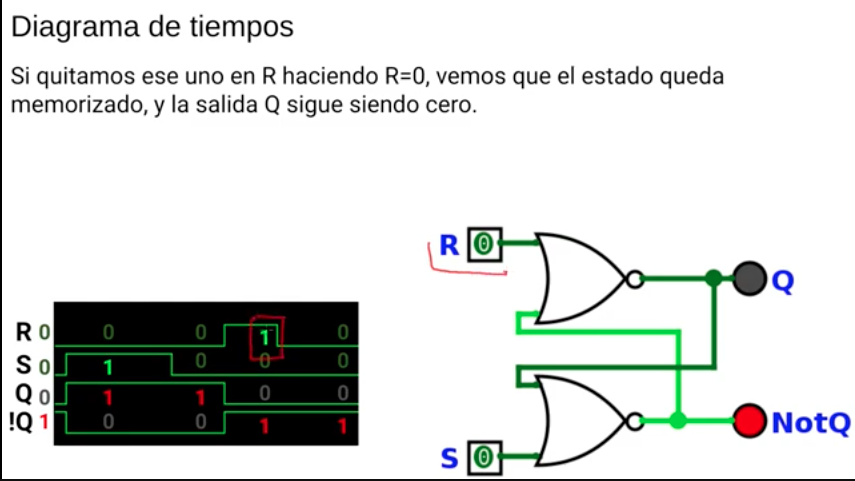 Diagrama de tiempos
Si quitamos ese uno en R haciendo R=0, vemos que el estado queda
memorizado, y la salida Q sigue siendo cero.
R 0
Q
R 0 0 0 1 0
S 0 1 0 0 0
Q 0 1 1 0 0
!Q 1 0 0 1 1
NotQ
S 0